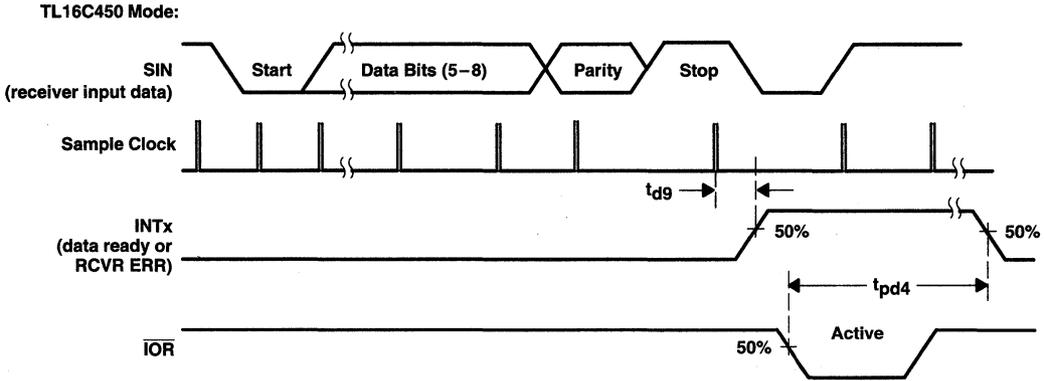 TL16C450 Mode:
SIN
(receiver input data)
Start
Data Bits (5–8)
Parity
Stop
Sample Clock
td9
INTx
(data ready or
RCVR ERR)
50%
50%
tpd4
IOR
50%
Active